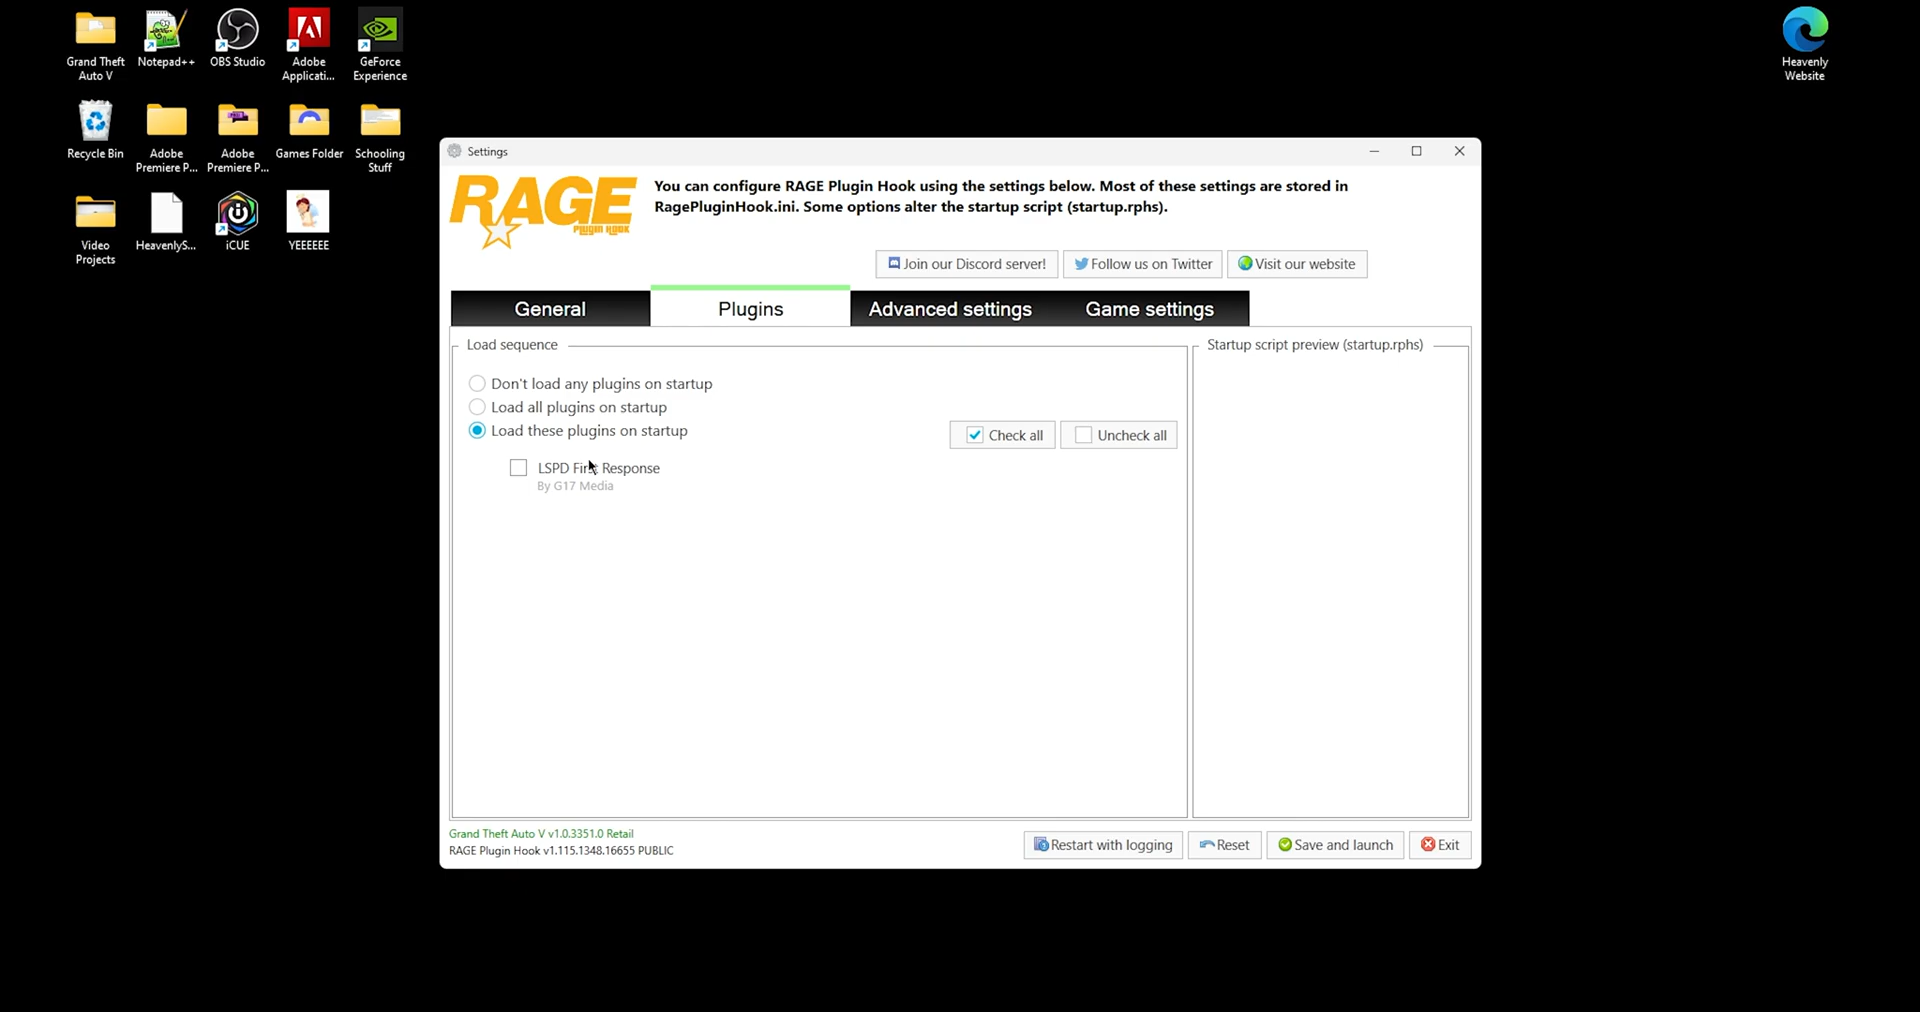 Grand Theft
Auto V
Notepad++
OBS Studio
Adobe
Applicati...
GeForce
Experience
Heavenly
Website
Recycle Bin
Adobe
Premiere P...
Adobe
Premiere P...
Games Folder
Schooling
Stuff
Video
Projects
HeavenlyS...
iCUE
YEEEEEE
Settings
RAGE
PLUGIN HOOK
You can configure RAGE Plugin Hook using the settings below. Most of these settings are stored in
RagePluginHook.ini. Some options alter the startup script (startup.rphs).
Join our Discord server!
Follow us on Twitter
Visit our website
General
Plugins
Advanced settings
Game settings
Load sequence
Startup script preview (startup.rphs)
Don't load any plugins on startup
Load all plugins on startup
Load these plugins on startup
Check all
Uncheck all
LSPD First Response
By G17 Media
Grand Theft Auto V v1.0.3351.0 Retail
RAGE Plugin Hook v1.115.1348.16655 PUBLIC
Restart with logging
Reset
Save and launch
Exit